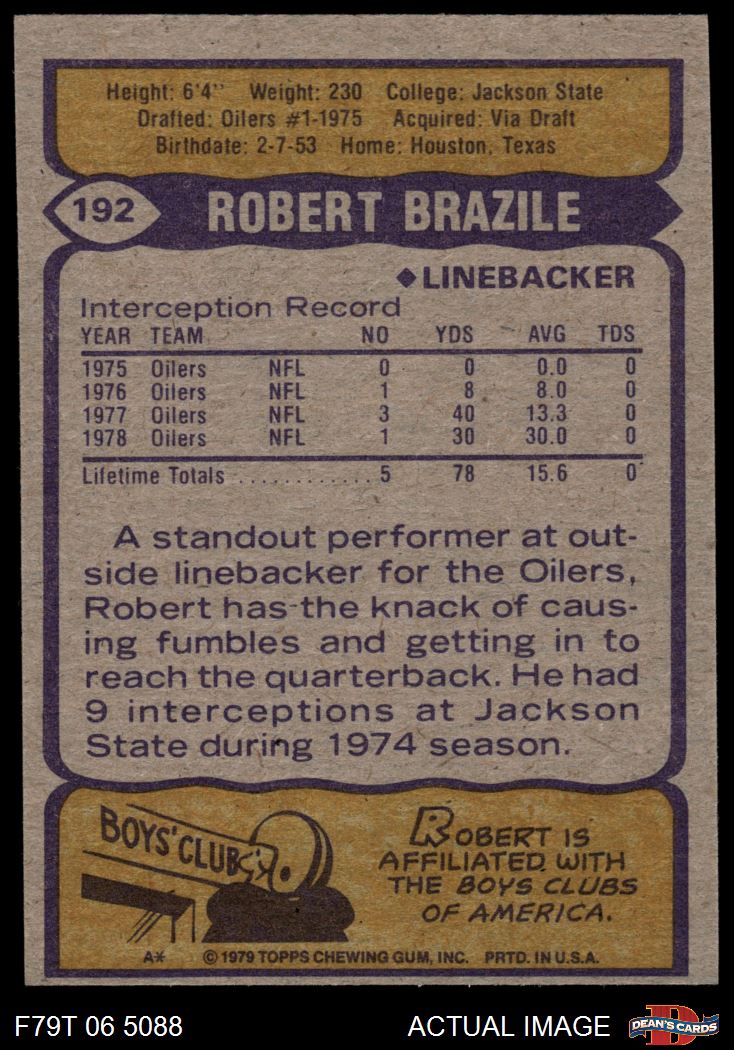 Height: 6'4" Weight: 230 College: Jackson State
Drafted: Oilers #1-1975 Acquired: Via Draft
Birthdate: 2-7-53 Home: Houston, Texas
192 ROBERT BRAZILE
◆LINEBACKER
Interception Record
YEAR TEAM NO YDS AVG TDS
1975 Oilers NFL 0 0 0.0 0
1976 Oilers NFL 1 8 8.0 0
1977 Oilers NFL 3 40 13.3 0
1978 Oilers NFL 1 30 30.0 0
Lifetime Totals ............5 78 15.6 0
A standout performer at out-
side linebacker for the Oilers,
Robert has the knack of caus-
ing fumbles and getting in to
reach the quarterback. He had
9 interceptions at Jackson
State during 1974 season.
BOYS' CLUB
ROBERT IS
AFFILIATED WITH
THE BOYS CLUBS
OF AMERICA.
A* © 1979 TOPPS CHEWING GUM, INC. PRTD. IN U.S.A.
F79T 06 5088 ACTUAL IMAGE DEAN'S CARDS